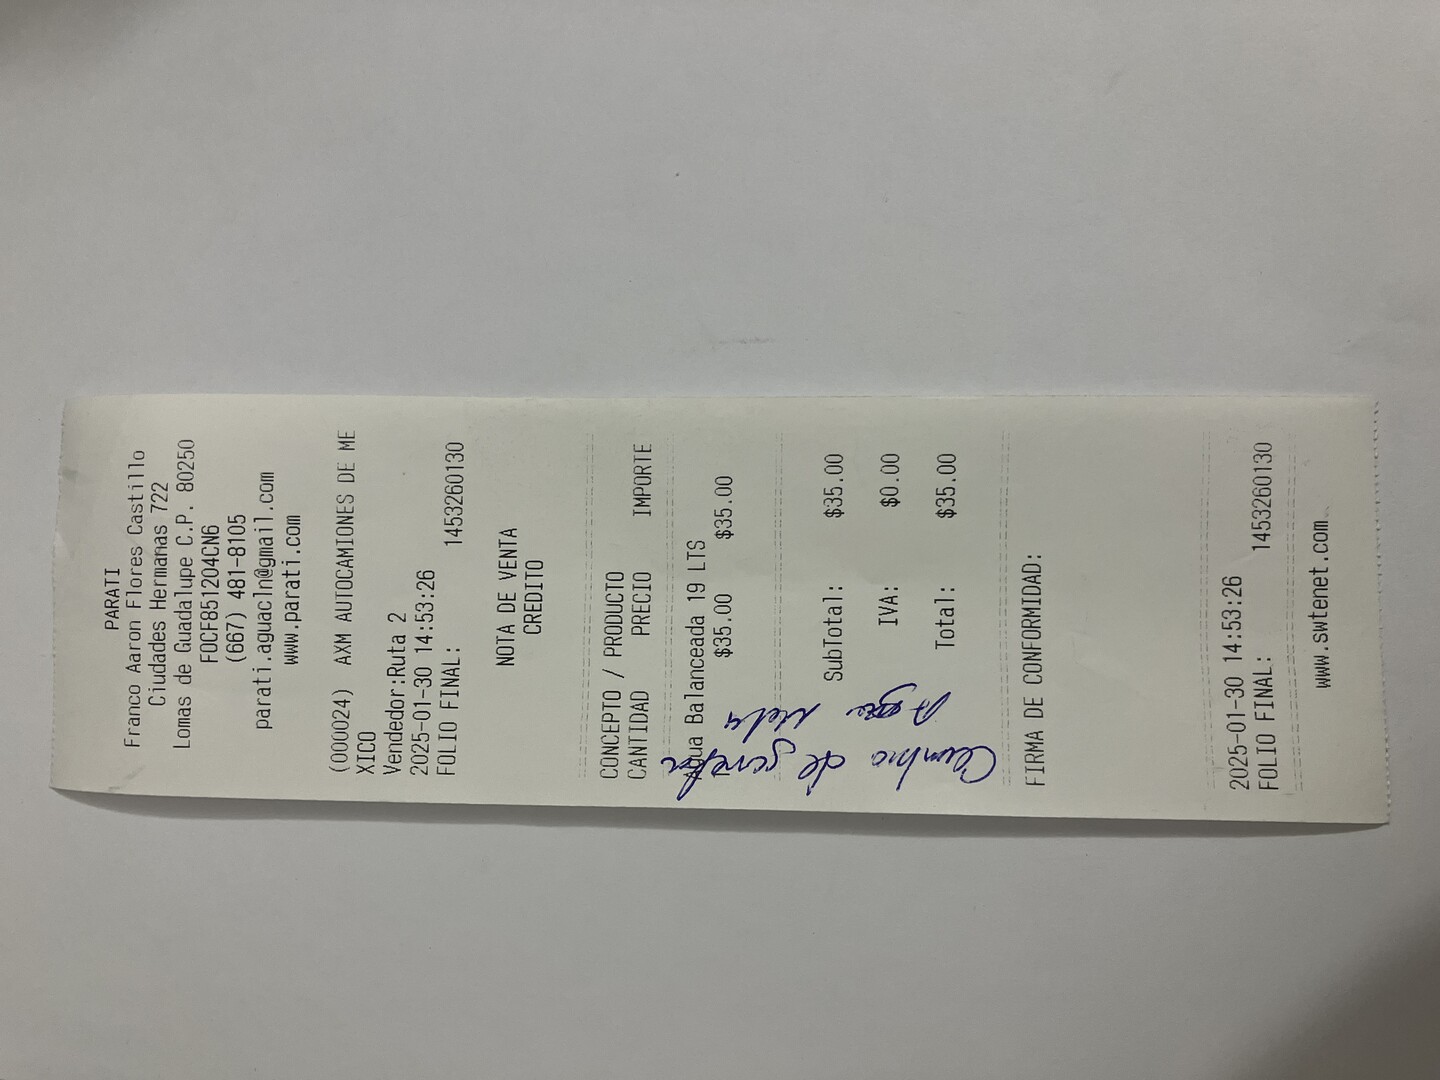 PARATI
Franco Aaron Flores Castillo
Ciudades Hermanas 722
Lomas de Guadalupe C.P. 80250
FOCF851204CN6
(667) 481-8105
parati.aguacln@gmail.com
www.parati.com
(000024) AXM AUTOCAMIONES DE ME
XICO
Vendedor:Ruta 2
2025-01-30 14:53:26
FOLIO FINAL: 1453260130
NOTA DE VENTA
CREDITO
CONCEPTO / PRODUCTO
CANTIDAD PRECIO IMPORTE
Agua Balanceada 19 LTS
$35.00 $35.00
SubTotal: $35.00
IVA: $0.00
Total: $35.00
Cambio de garrafon
Agua
FIRMA DE CONFORMIDAD:
2025-01-30 14:53:26
FOLIO FINAL: 1453260130
www.swtenet.com